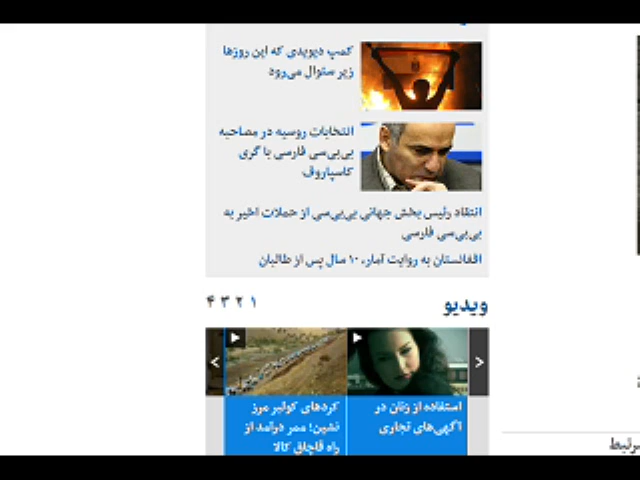 کمپ دیویدی که این روزها
زیر سئوال می‌رود
انتخابات روسیه در مصاحبه
بی‌بی‌سی فارسی با گری
کاسپاروف
انتقاد رئیس بخش جهانی بی‌بی‌سی از حملات اخیر به
بی‌بی‌سی فارسی
افغانستان به روایت آمار، ۱۰ سال پس از طالبان
ویدیو
۱ ۲ ۳ ۴
استفاده از زنان در
آگهی‌های تجاری
کردهای کولبر مرز
نشین؛ ممر درآمد از
راه قاچاق کالا